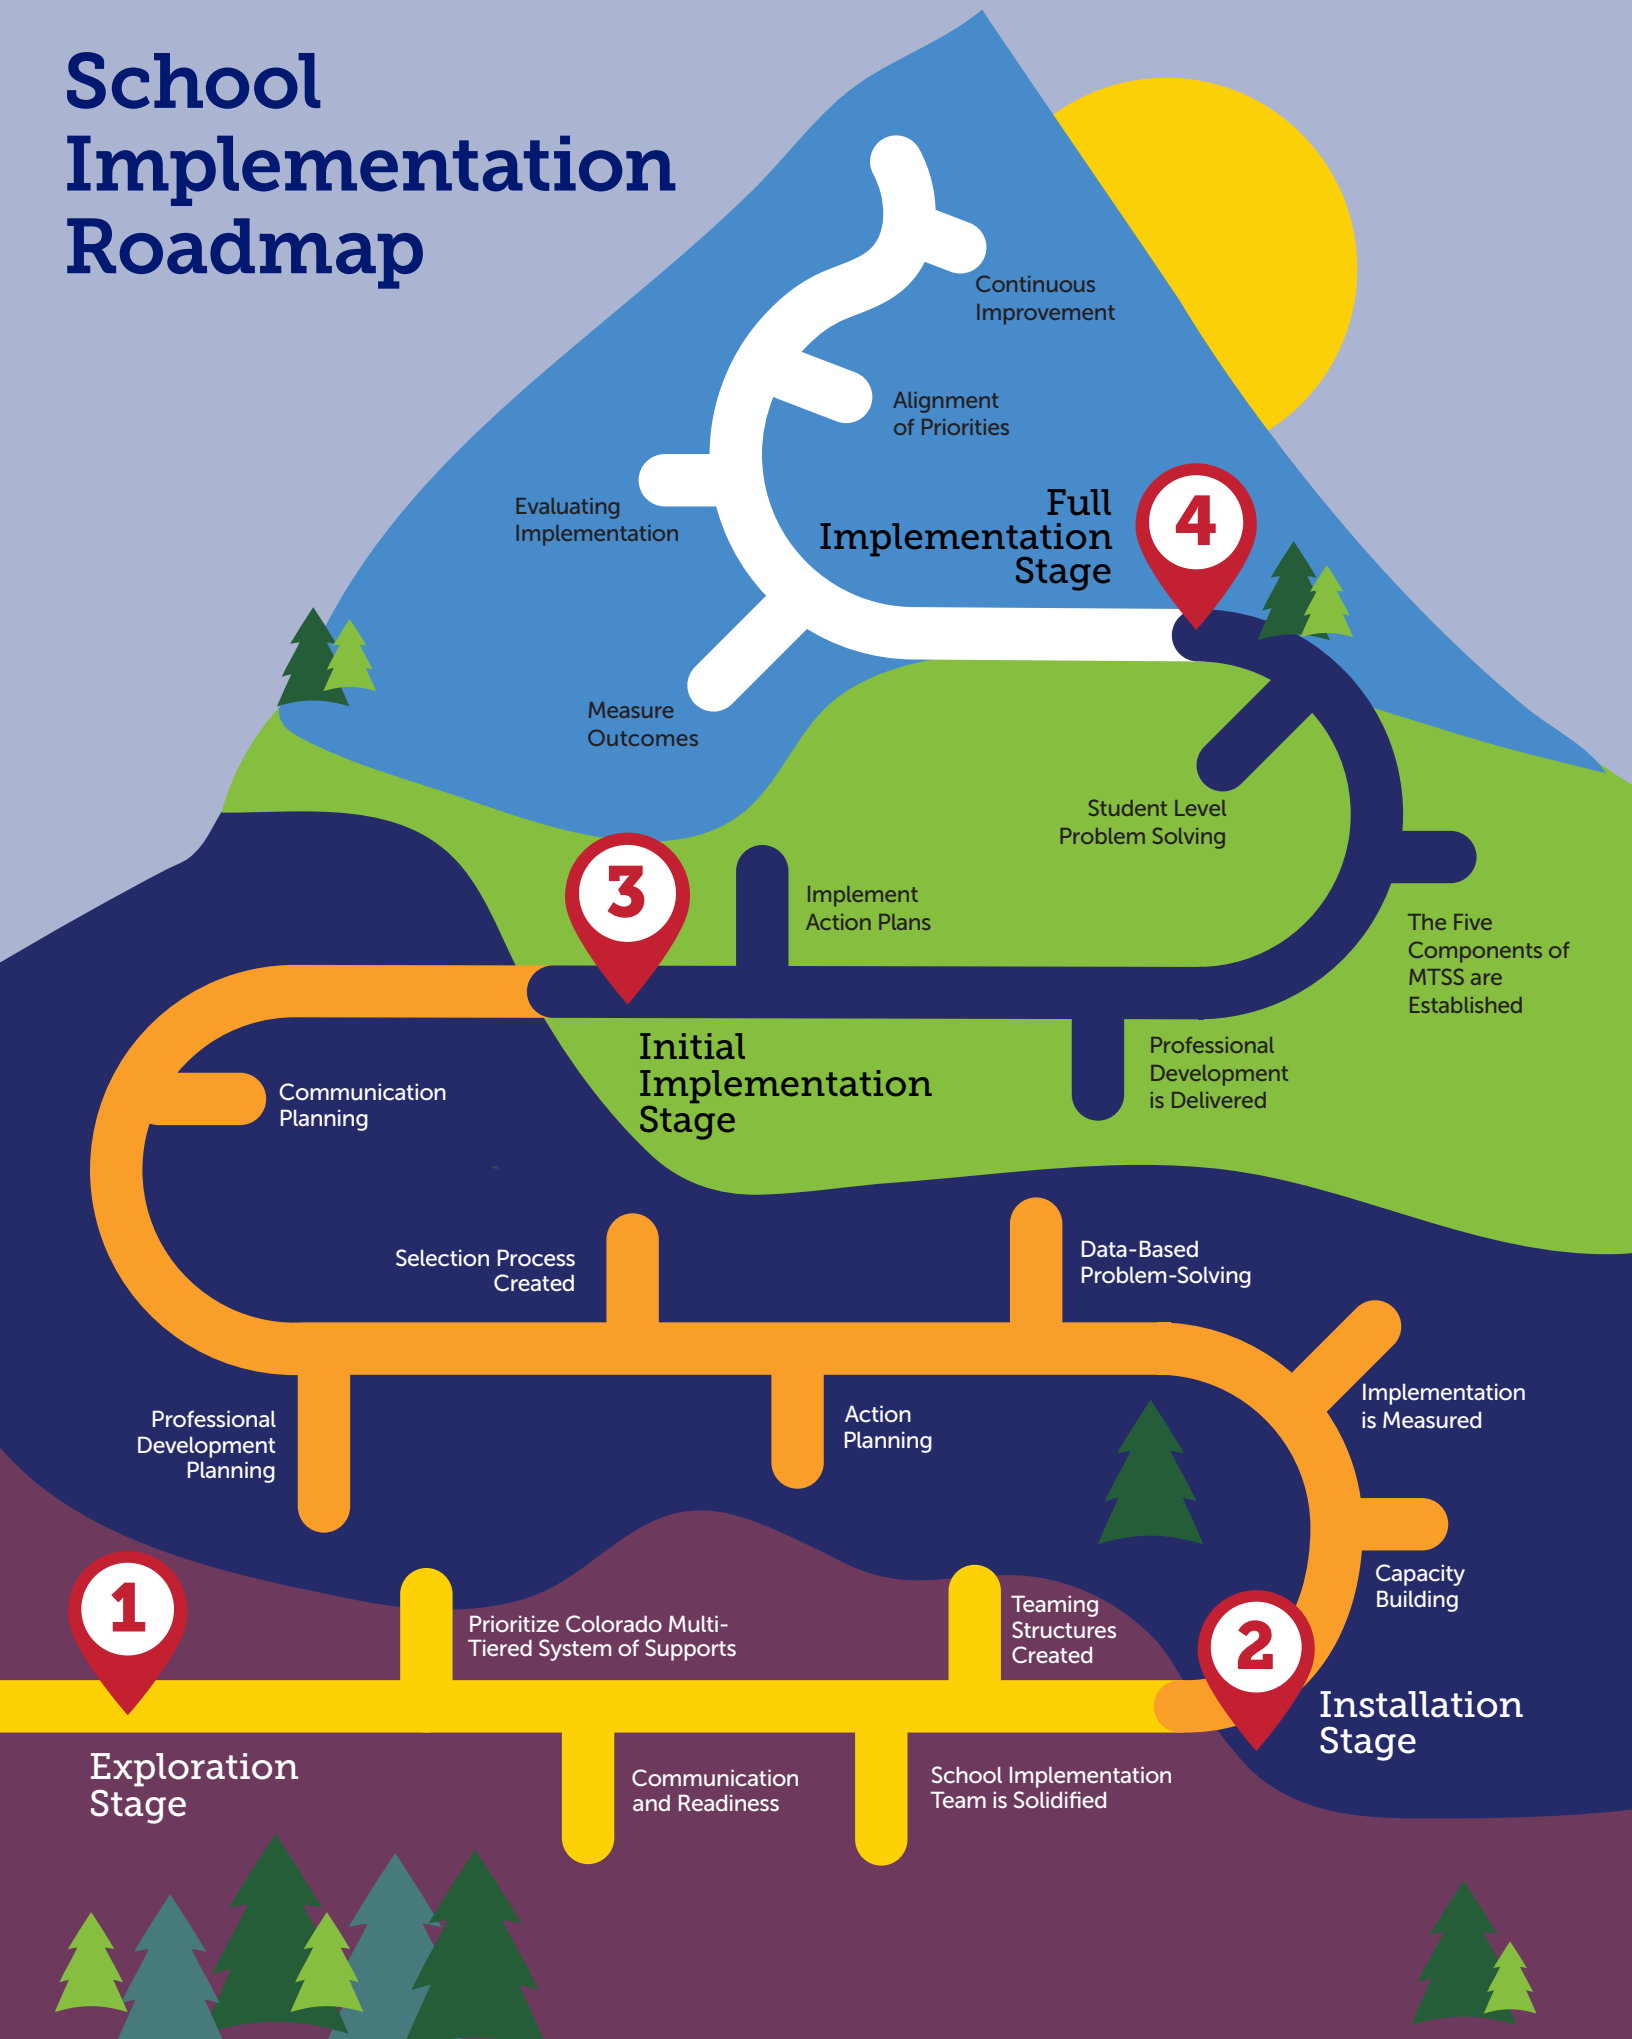 School
Implementation
Roadmap
Continuous
Improvement
Alignment
of Priorities
Evaluating
Implementation
Full
Implementation
Stage
4
Measure
Outcomes
Student Level
Problem Solving
3
Implement
Action Plans
The Five
Components of
MTSS are
Established
Initial
Implementation
Stage
Professional
Development
is Delivered
Communication
Planning
Selection Process
Created
Data-Based
Problem-Solving
Implementation
is Measured
Professional
Development
Planning
Action
Planning
Capacity
Building
1
Prioritize Colorado Multi-
Tiered System of Supports
Teaming
Structures
Created
2
Installation
Stage
Exploration
Stage
Communication
and Readiness
School Implementation
Team is Solidified